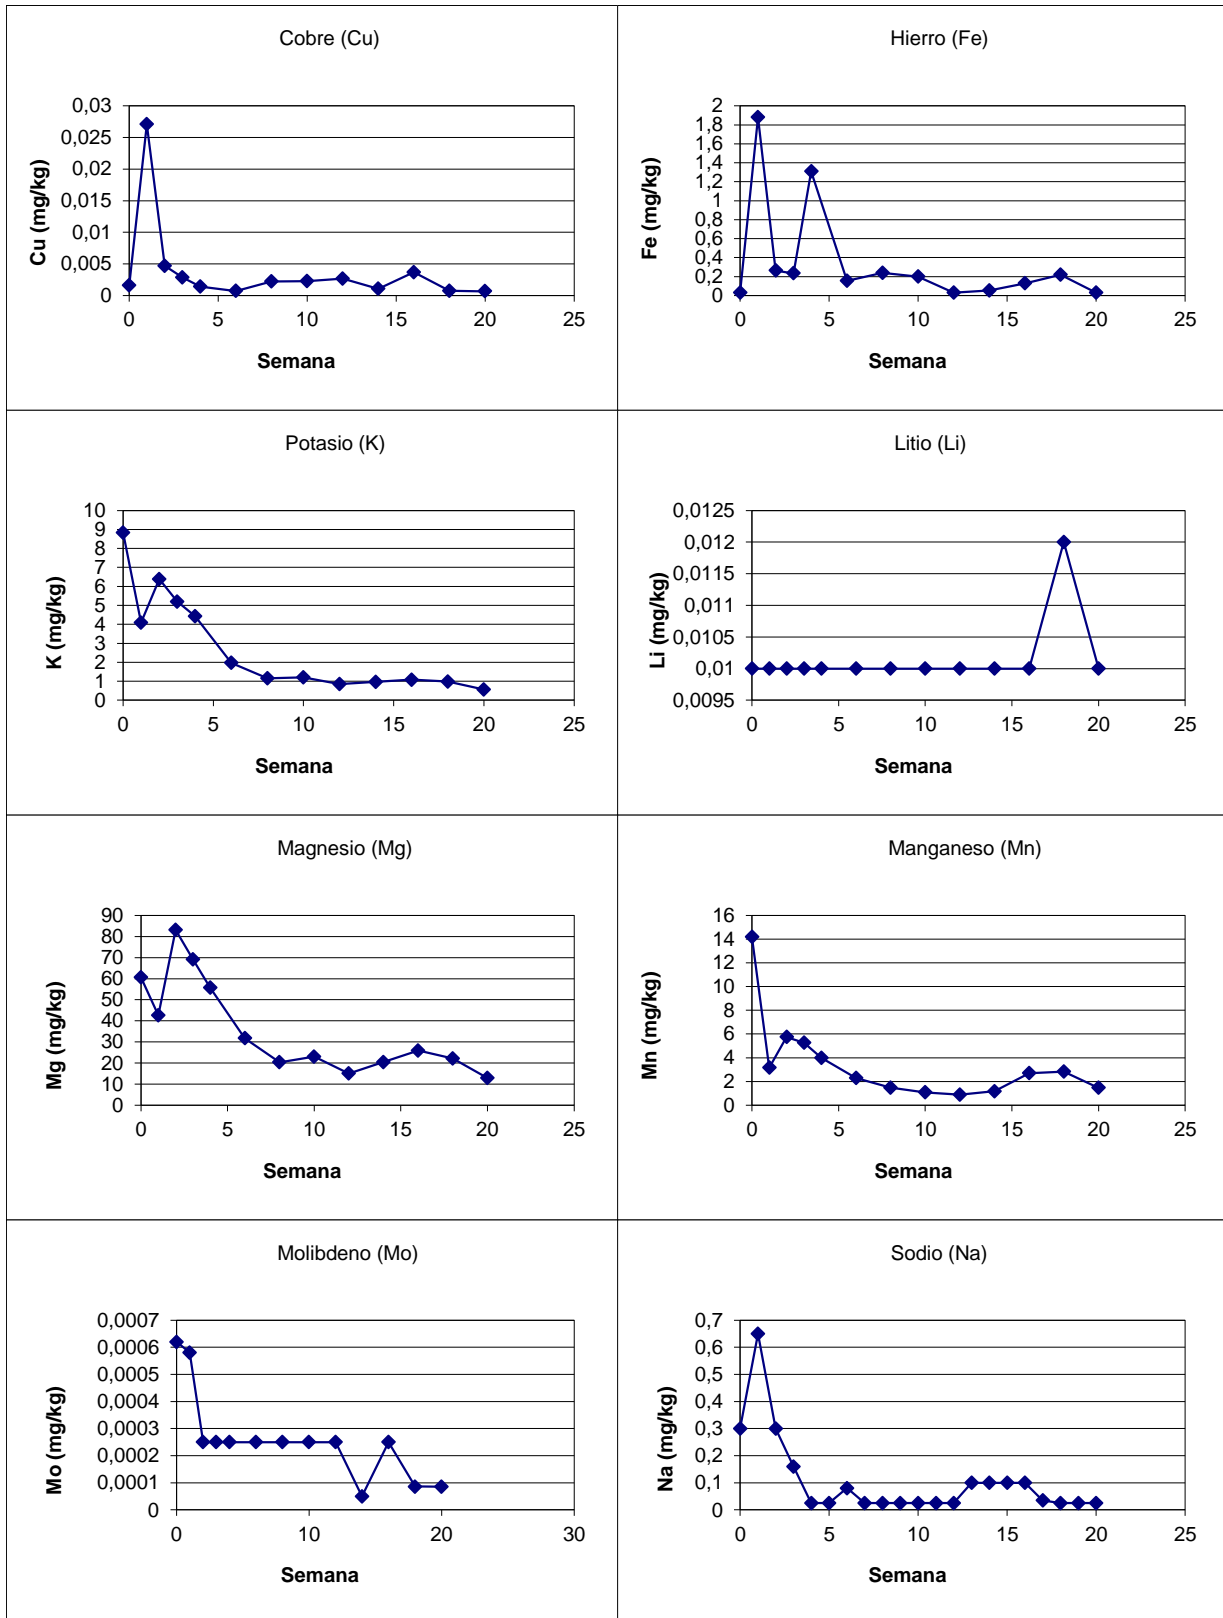 Cobre (Cu)
0,03
0,025
0,02
0,015
0,01
0,005
0
Cu (mg/kg)
0 5 10 15 20 25
Semana
Hierro (Fe)
2
1,8
1,6
1,4
1,2
1
0,8
0,6
0,4
0,2
0
Fe (mg/kg)
0 5 10 15 20 25
Semana
Potasio (K)
10
9
8
7
6
5
4
3
2
1
0
K (mg/kg)
0 5 10 15 20 25
Semana
Litio (Li)
0,0125
0,012
0,0115
0,011
0,0105
0,01
0,0095
Li (mg/kg)
0 5 10 15 20 25
Semana
Magnesio (Mg)
90
80
70
60
50
40
30
20
10
0
Mg (mg/kg)
0 5 10 15 20 25
Semana
Manganeso (Mn)
16
14
12
10
8
6
4
2
0
Mn (mg/kg)
0 5 10 15 20 25
Semana
Molibdeno (Mo)
0,0007
0,0006
0,0005
0,0004
0,0003
0,0002
0,0001
0
Mo (mg/kg)
0 10 20 30
Semana
Sodio (Na)
0,7
0,6
0,5
0,4
0,3
0,2
0,1
0
Na (mg/kg)
0 5 10 15 20 25
Semana